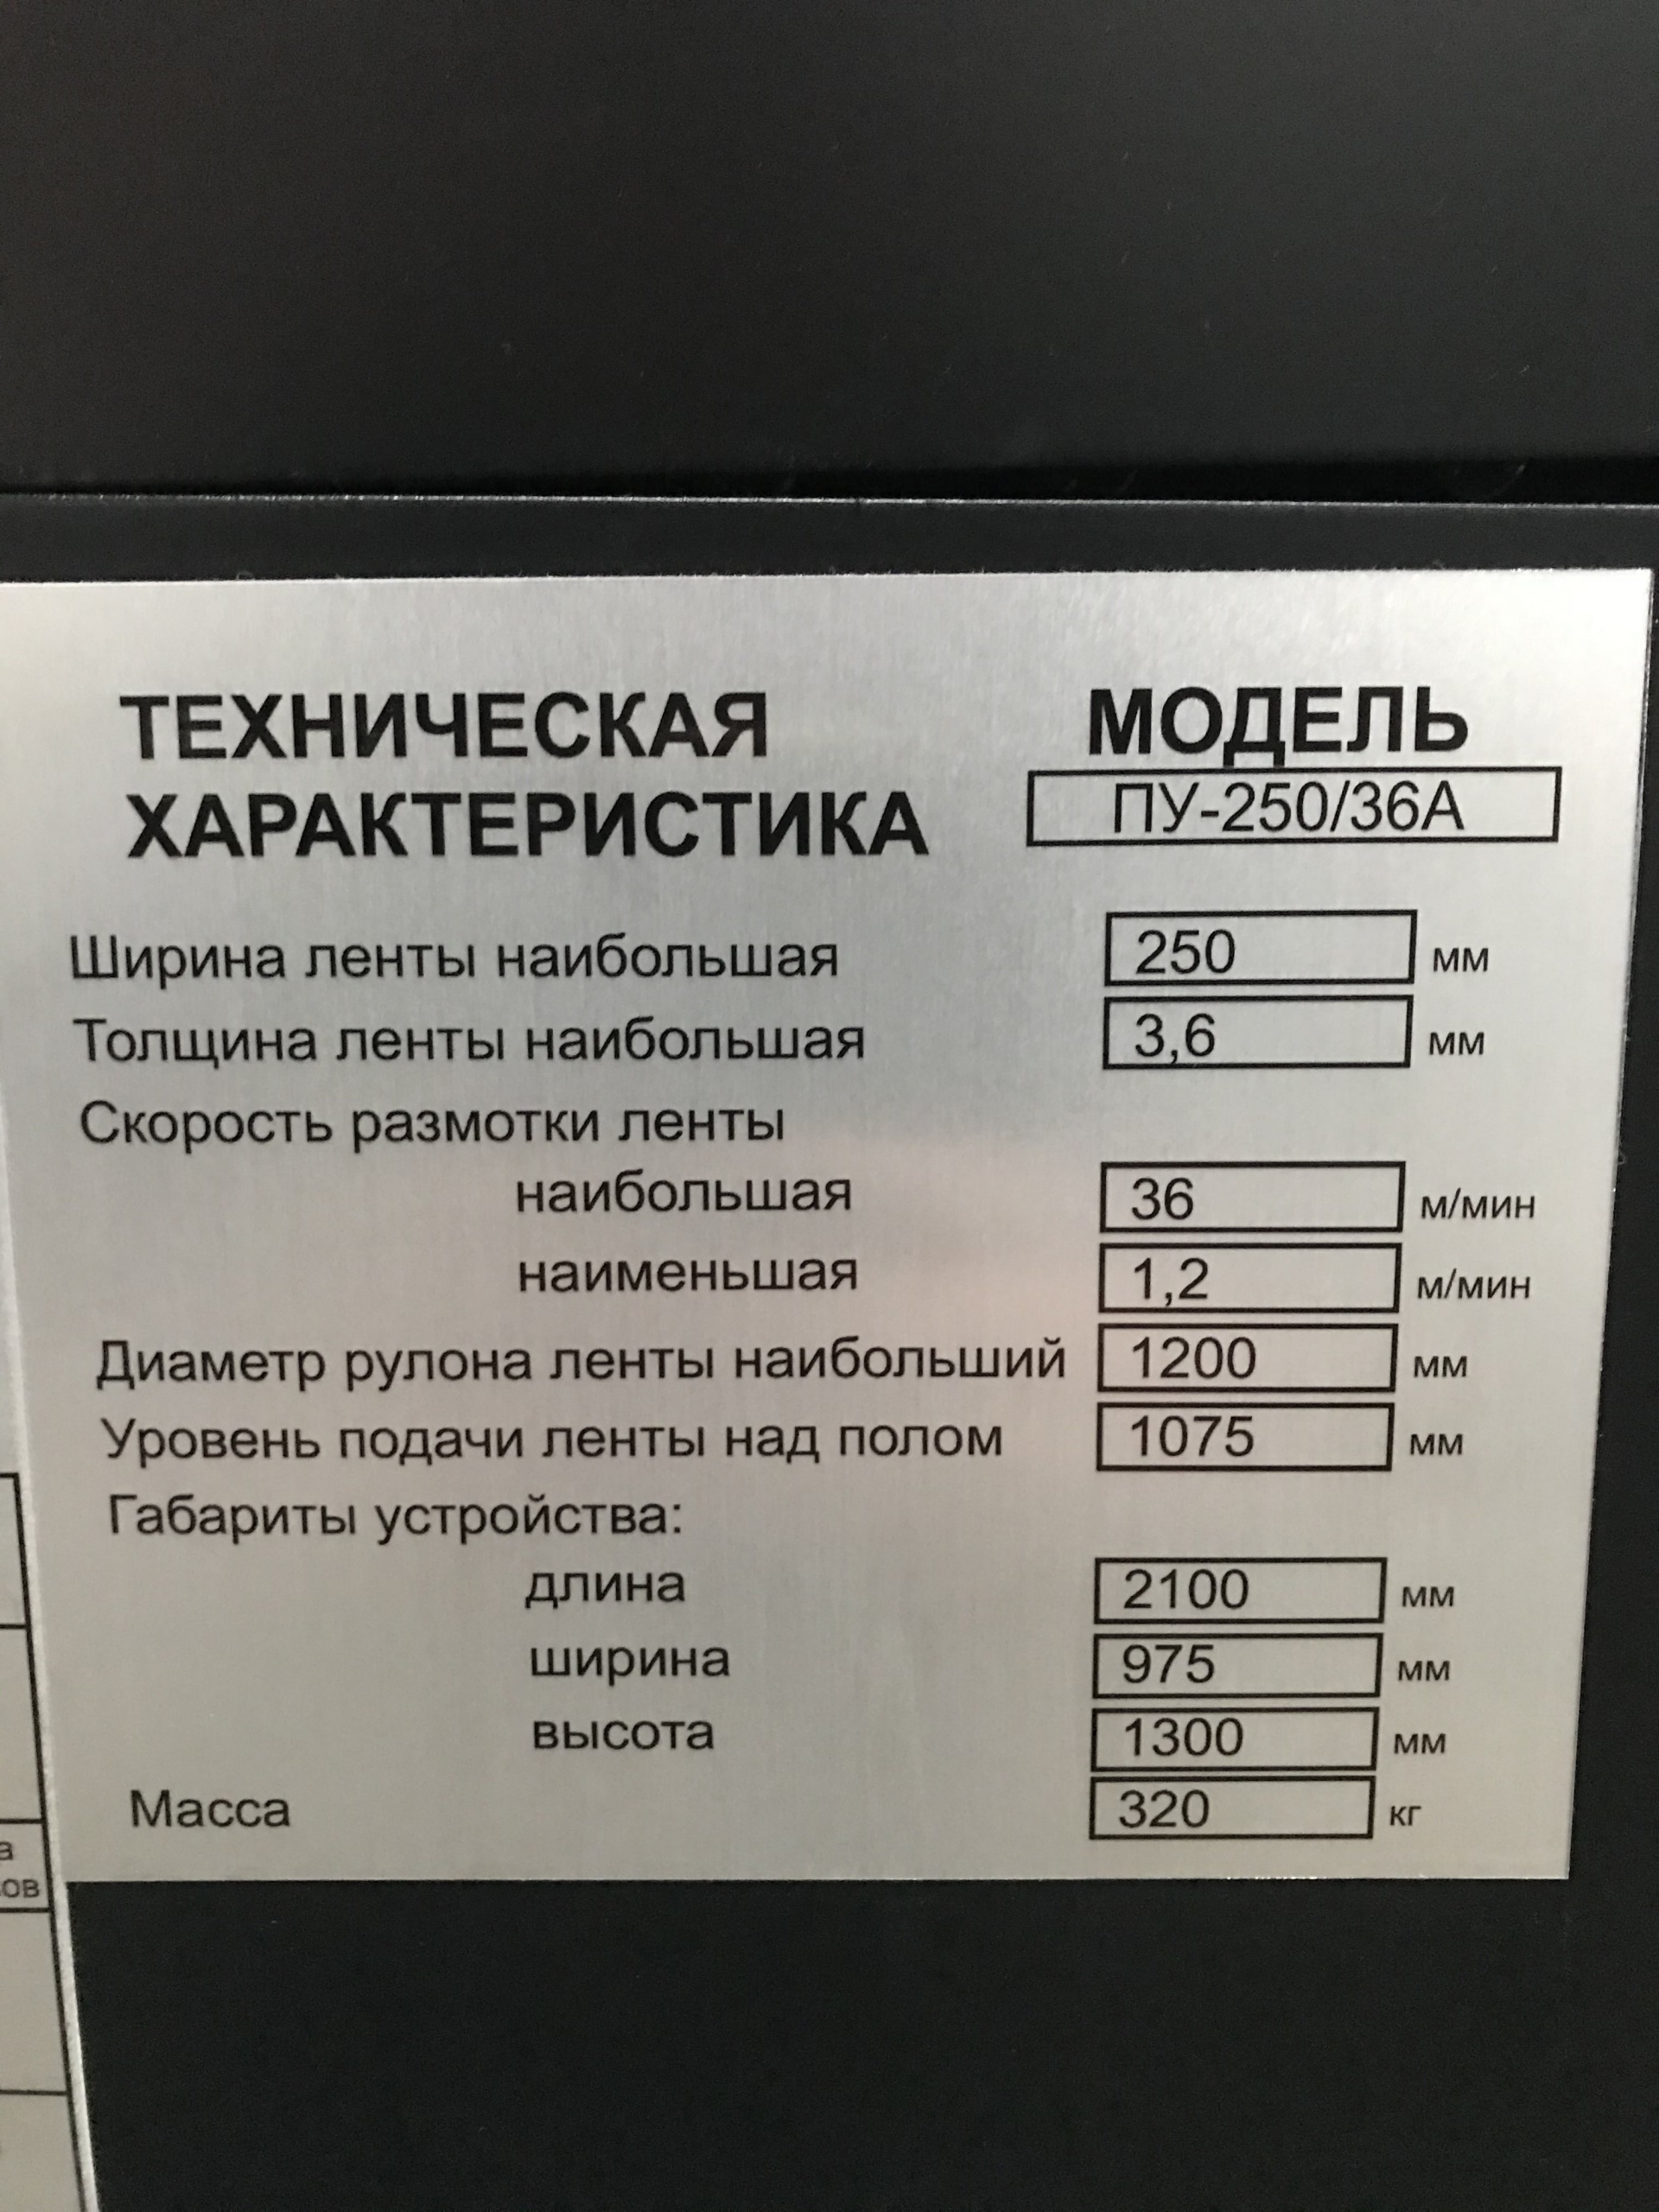 ТЕХНИЧЕСКАЯ
ХАРАКТЕРИСТИКА
МОДЕЛЬ
ПУ-250/36А
Ширина ленты наибольшая 250 мм
Толщина ленты наибольшая 3,6 мм
Скорость размотки ленты
наибольшая 36 м/мин
наименьшая 1,2 м/мин
Диаметр рулона ленты наибольший 1200 мм
Уровень подачи ленты над полом 1075 мм
Габариты устройства:
длина 2100 мм
ширина 975 мм
высота 1300 мм
Масса 320 кг